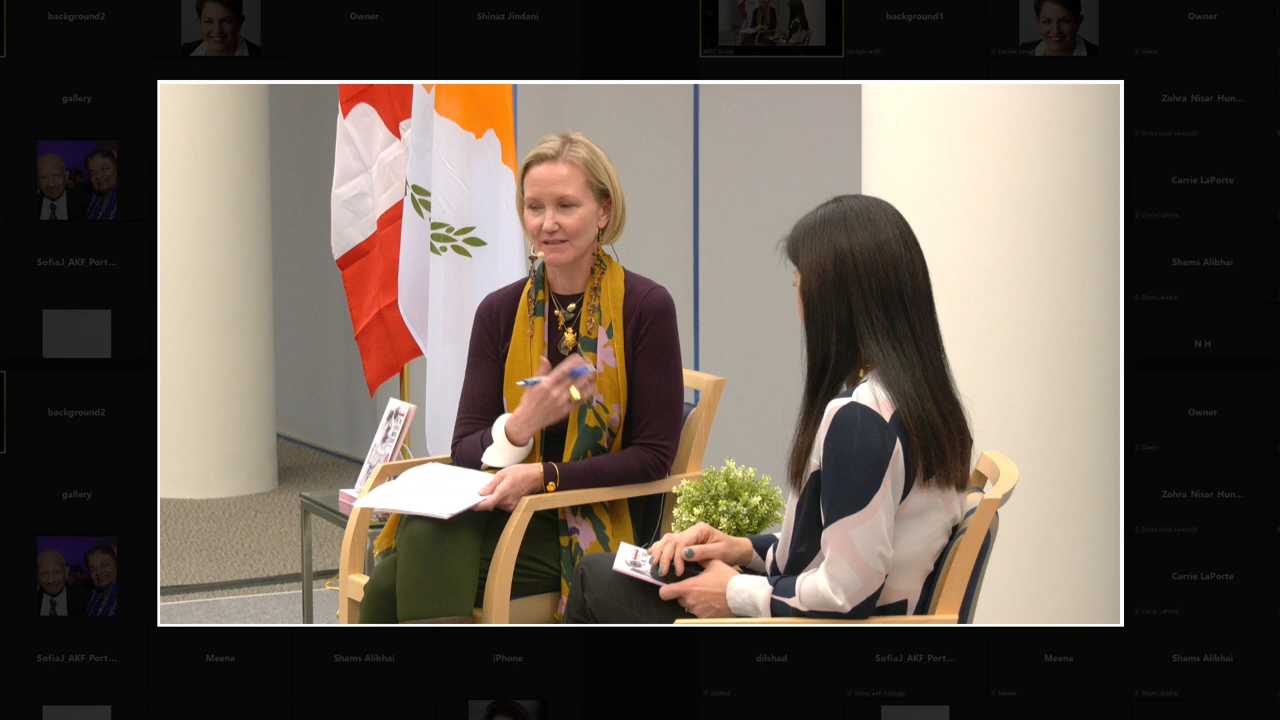 background2
Owner
Shinaz Jindani
background1
Owner
gallery
Zohra Nisar Hun...
Carrie LaPorte
SofiaJ_AKF_Port...
Shams Alibhai
N H
background2
Owner
gallery
Zohra Nisar Hun...
Carrie LaPorte
SofiaJ_AKF_Port...
Meena
Shams Alibhai
iPhone
dilshad
SofiaJ_AKF_Port...
Meena
Shams Alibhai